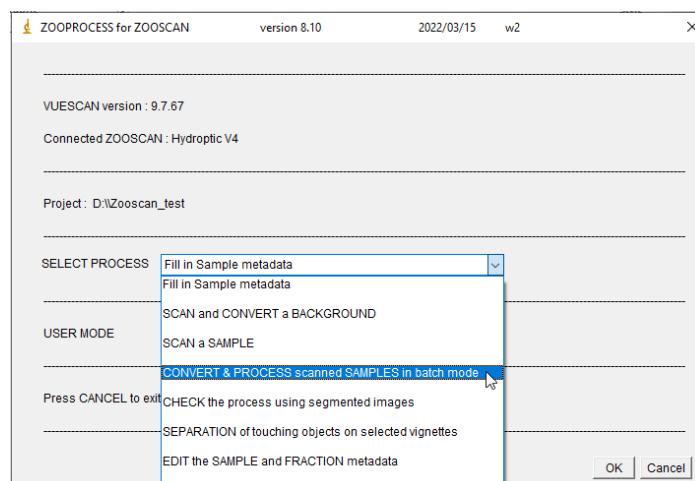 ZOOPROCESS for ZOOSCAN version 8.10 2022/03/15 w2
VUESCAN version : 9.7.67
Connected ZOOSCAN : Hydroptic V4
Project : D:\\Zooscan_test
SELECT PROCESS Fill in Sample metadata
Fill in Sample metadata
SCAN and CONVERT a BACKGROUND
USER MODE
SCAN a SAMPLE
CONVERT & PROCESS scanned SAMPLES in batch mode
Press CANCEL to exit
CHECK the process using segmented images
SEPARATION of touching objects on selected vignettes
EDIT the SAMPLE and FRACTION metadata
OK Cancel